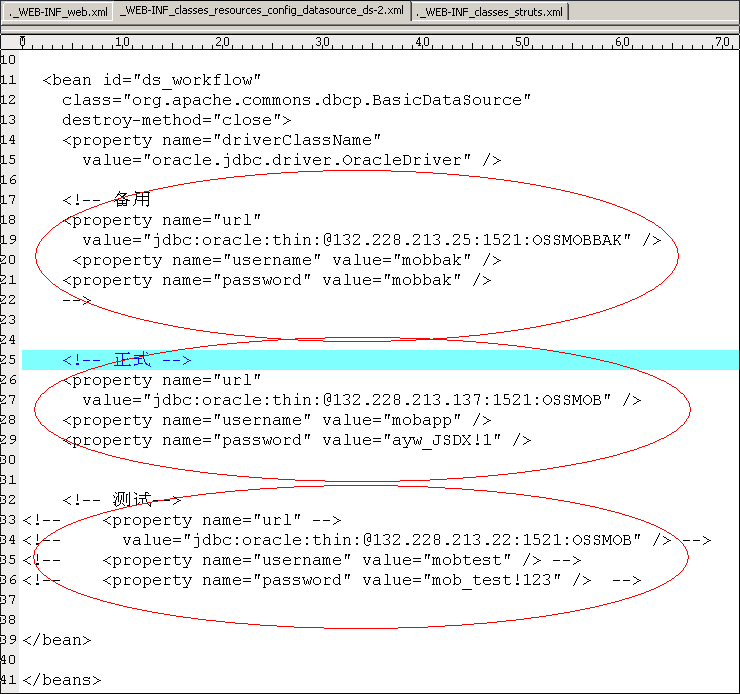 ._WEB-INF_web.xml  ._WEB-INF_classes_resources_config_datasource_ds-2.xml  ._WEB-INF_classes_struts.xml
0 10 20 30 40 50 60 70
10
11   <bean id="ds_workflow"
12     class="org.apache.commons.dbcp.BasicDataSource"
13     destroy-method="close">
14     <property name="driverClassName"
15       value="oracle.jdbc.driver.OracleDriver" />
16
17     <!-- 备用
18     <property name="url"
19       value="jdbc:oracle:thin:@132.228.213.25:1521:OSSMOBBAK" />
20      <property name="username" value="mobbak" />
21     <property name="password" value="mobbak" />
22     -->
23
24
25     <!-- 正式 -->
26     <property name="url"
27       value="jdbc:oracle:thin:@132.228.213.137:1521:OSSMOB" />
28     <property name="username" value="mobapp" />
29     <property name="password" value="ayw_JSDX!1" />
30
31
32     <!-- 测试-->
33 <!--    <property name="url" -->
34 <!--      value="jdbc:oracle:thin:@132.228.213.22:1521:OSSMOB" /> -->
35 <!--    <property name="username" value="mobtest" /> -->
36 <!--    <property name="password" value="mob_test!123" />  -->
37
38
39 </bean>
40
41 </beans>